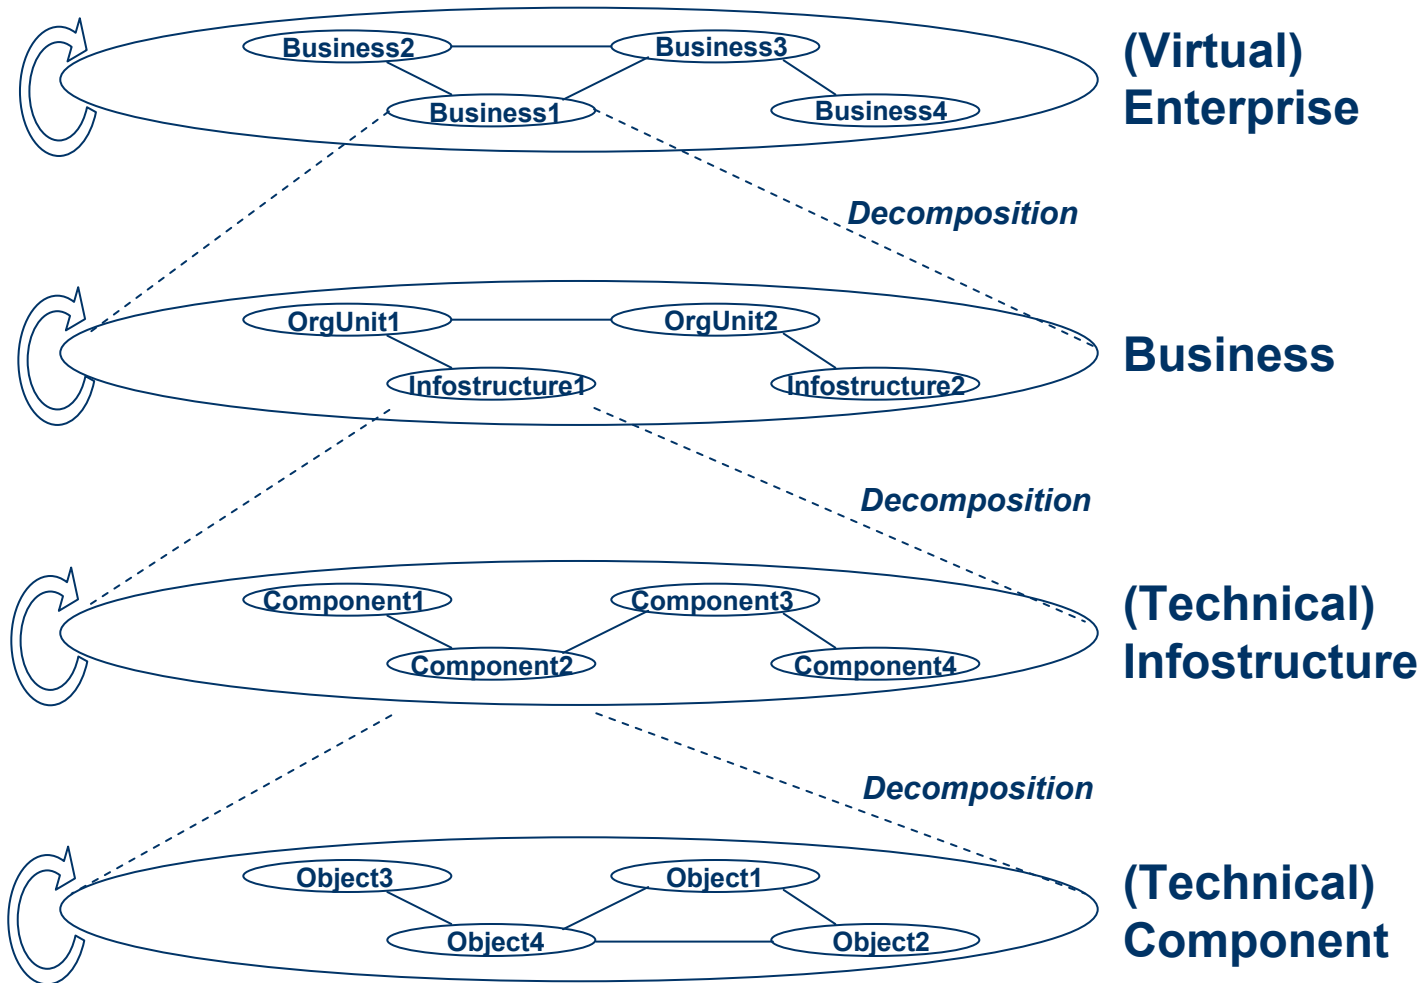 Business2
Business3
Business1
Business4
(Virtual)
Enterprise
Decomposition
OrgUnit1
OrgUnit2
Infostructure1
Infostructure2
Business
Decomposition
Component1
Component3
Component2
Component4
(Technical)
Infostructure
Decomposition
Object3
Object1
Object4
Object2
(Technical)
Component